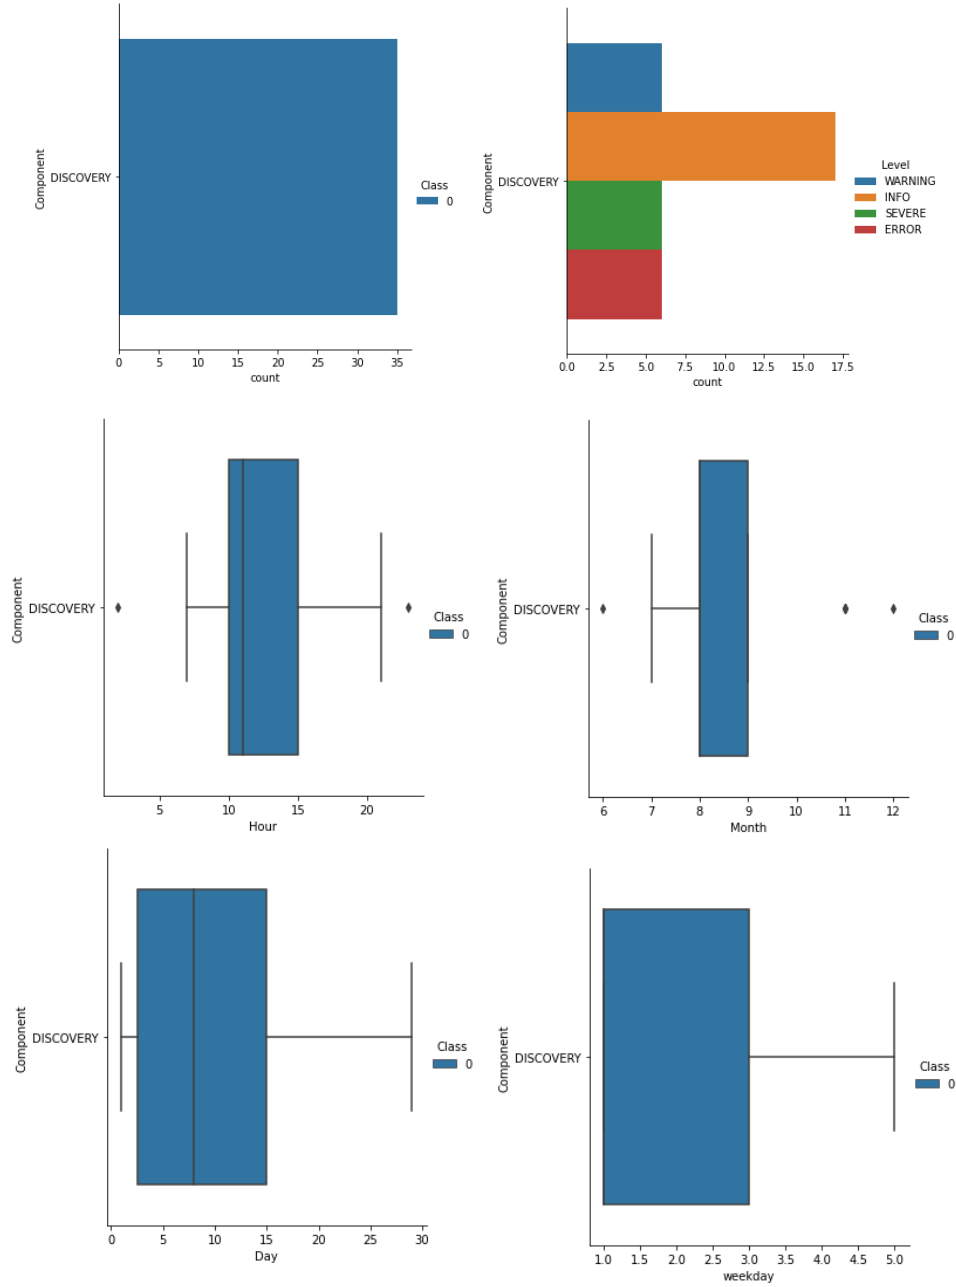 Component
DISCOVERY
Class
0
0 5 10 15 20 25 30 35
count
Component
DISCOVERY
Level
WARNING
INFO
SEVERE
ERROR
0.0 2.5 5.0 7.5 10.0 12.5 15.0 17.5
count
Component
DISCOVERY
Class
0
5 10 15 20
Hour
Component
DISCOVERY
Class
0
6 7 8 9 10 11 12
Month
Component
DISCOVERY
Class
0
0 5 10 15 20 25 30
Day
Component
DISCOVERY
Class
0
1.0 1.5 2.0 2.5 3.0 3.5 4.0 4.5 5.0
weekday